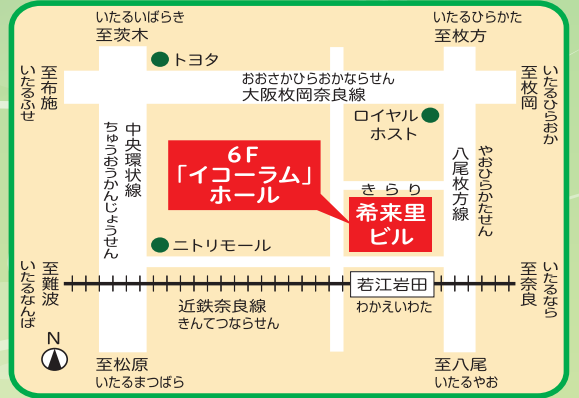 いたるいばらき
至茨木
いたるひらかた
至枚方
トヨタ
おおさかひらおかならせん
大阪枚岡奈良線
至布施
いたるふせ
至枚岡
いたるひらおか
ロイヤル
ホスト
中央環状線
ちゅうおうかんじょうせん
6F
「イコーラム」
ホール
きらり
希来里
ビル
八尾枚方線
やおひらかたせん
ニトリモール
至難波
いたるなんば
若江岩田
わかえいわた
至奈良
いたるなら
近鉄奈良線
きんてつならせん
N
至松原
いたるまつばら
至八尾
いたるやお